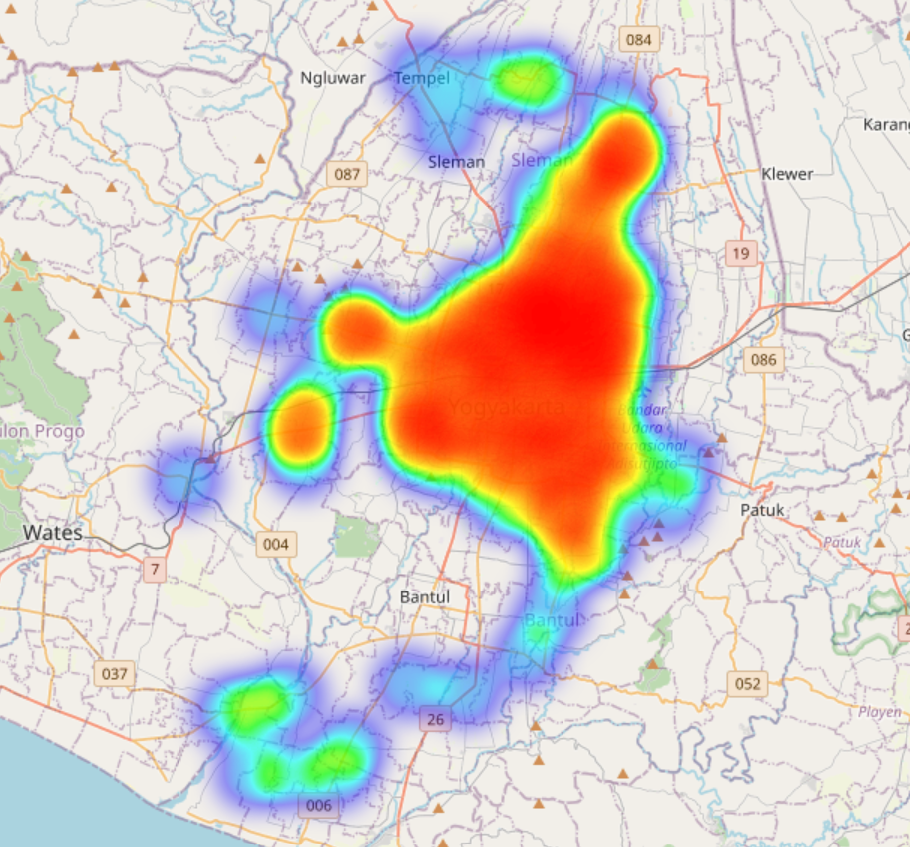 084
Ngluwar
Tempel
Karang
Sleman
Sleman
087
Klewer
19
086
Yogyakarta
Bandar
Udara
Internasional
Adisutjipto
ulon Progo
Patuk
Wates
004
Patuk
7
Bantul
Bantul
037
052
26
Playen
006